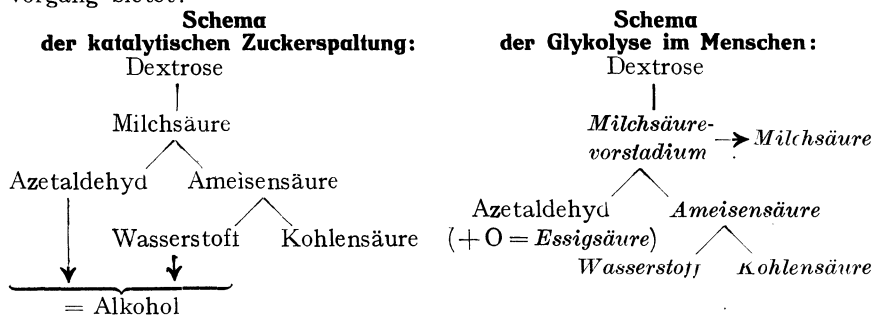 Vorgang bietet:
Schema
der katalytischen Zuckerspaltung:
Dextrose
Milchsäure
Azetaldehyd Ameisensäure
Wasserstoff Kohlensäure
= Alkohol
Schema
der Glykolyse im Menschen:
Dextrose
Milchsäure-
vorstadium
Milchsäure
Azetaldehyd Ameisensäure
(+O = Essigsäure)
Wasserstoff Kohlensäure